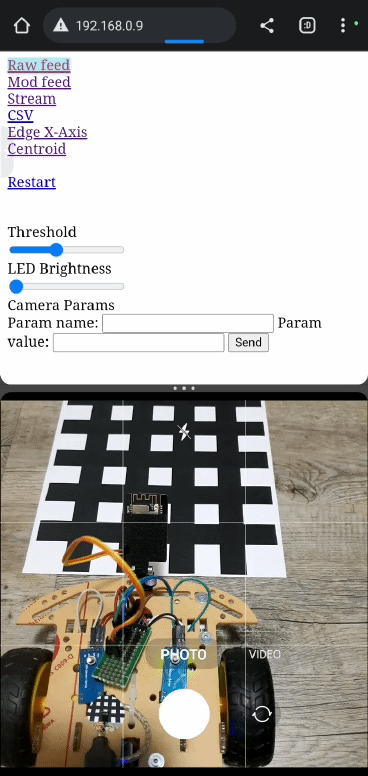 192.168.0.9
:D
Raw feed
Mod feed
Stream
CSV
Edge X-Axis
Centroid
Restart
Threshold
LED Brightness
Camera Params
Param name: Param
value: Send
PHOTO
VIDEO